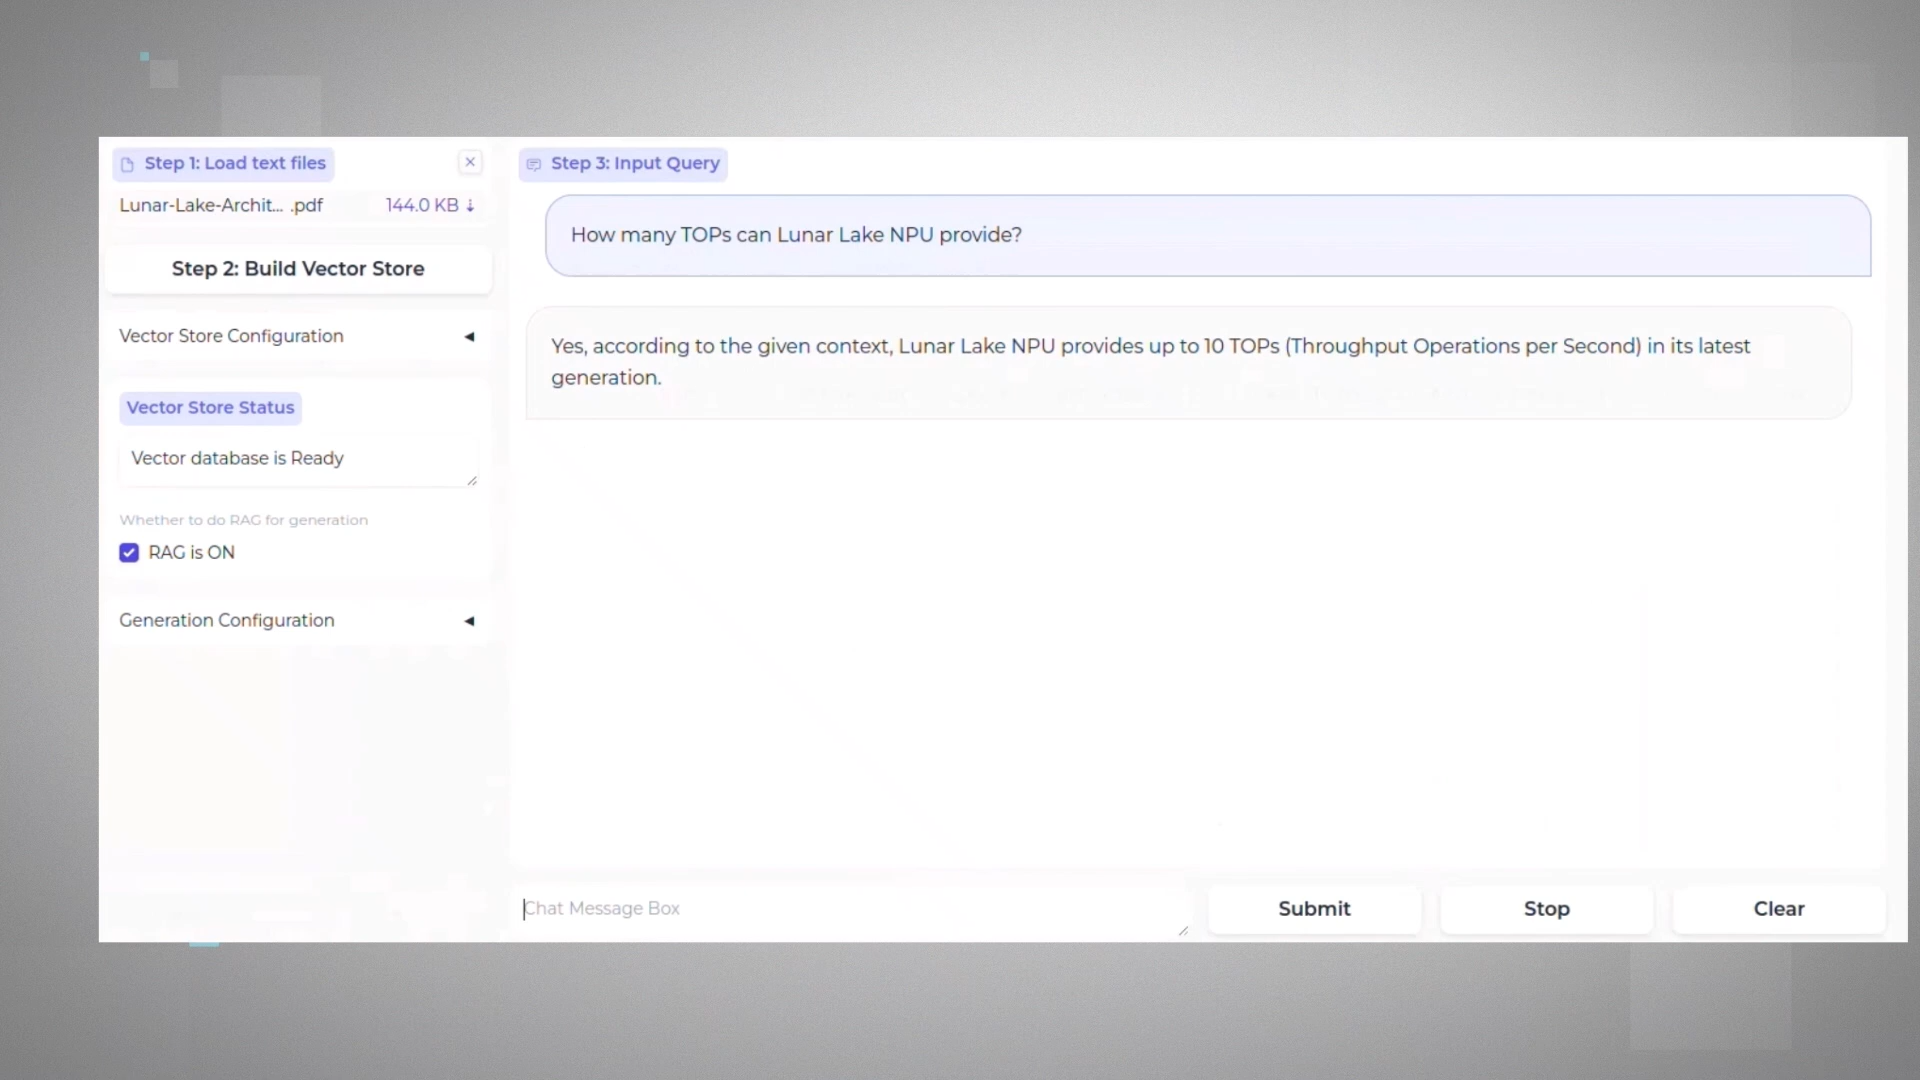 Step 1: Load text files
Lunar-Lake-Archit... .pdf 144.0 KB ↓
Step 2: Build Vector Store
Vector Store Configuration
Vector Store Status
Vector database is Ready
Whether to do RAG for generation
RAG is ON
Generation Configuration
Step 3: Input Query
How many TOPs can Lunar Lake NPU provide?
Yes, according to the given context, Lunar Lake NPU provides up to 10 TOPs (Throughput Operations per Second) in its latest
generation.
Chat Message Box
Submit
Stop
Clear